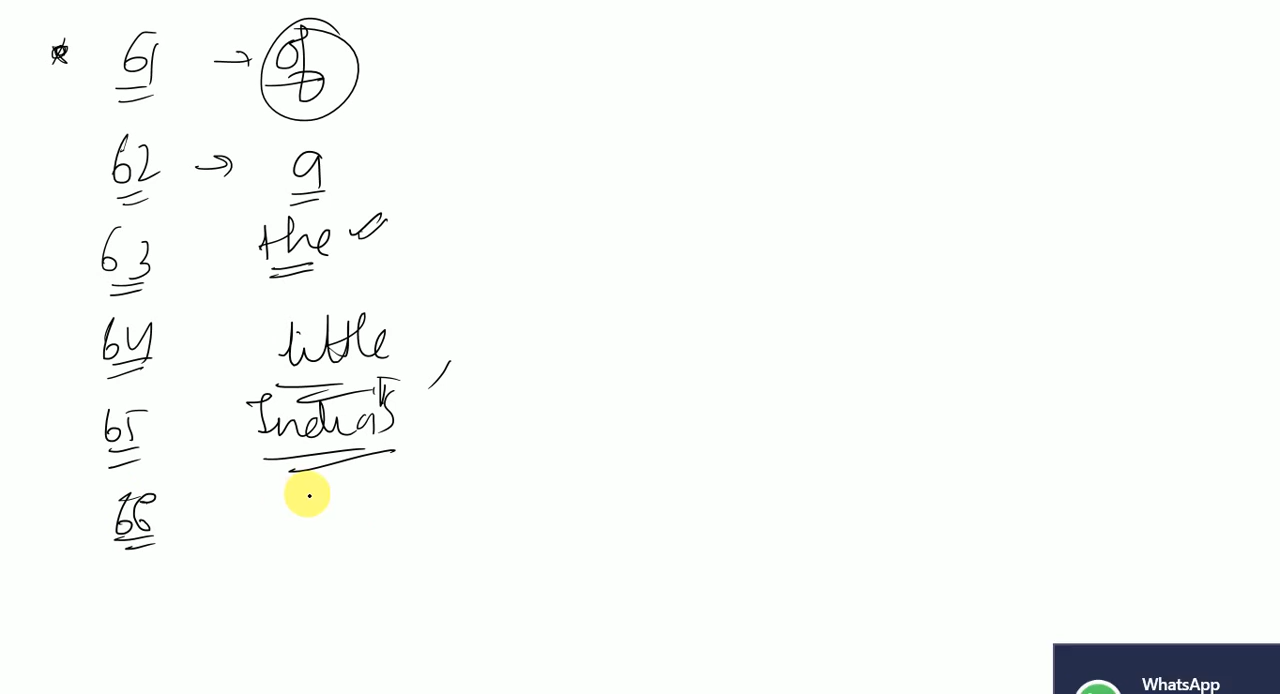 * 61 → of
62 → a
63 the
64 little
65 India's
66
WhatsApp